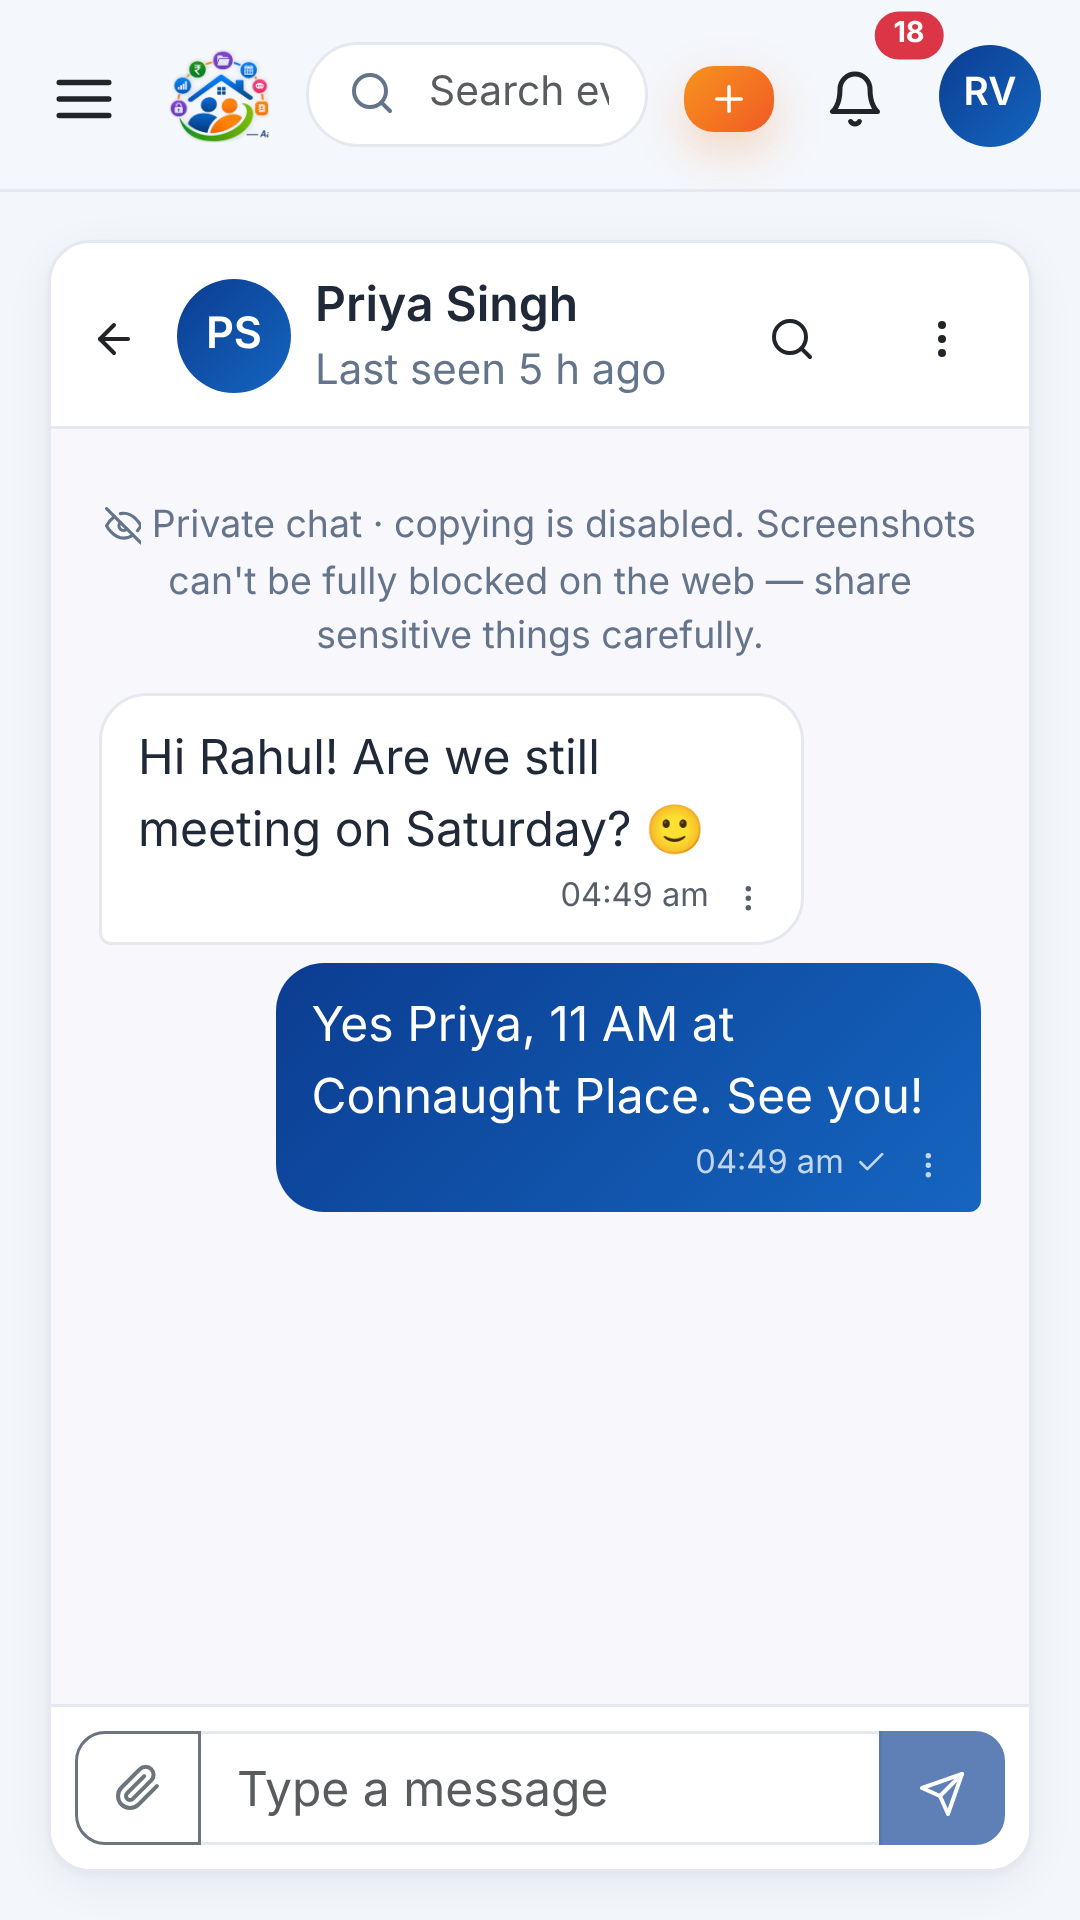 18
Search ev
RV
PS
Priya Singh
Last seen 5 h ago
Private chat · copying is disabled. Screenshots
can't be fully blocked on the web — share
sensitive things carefully.
Hi Rahul! Are we still
meeting on Saturday? 🙂
04:49 am
Yes Priya, 11 AM at
Connaught Place. See you!
04:49 am
Type a message